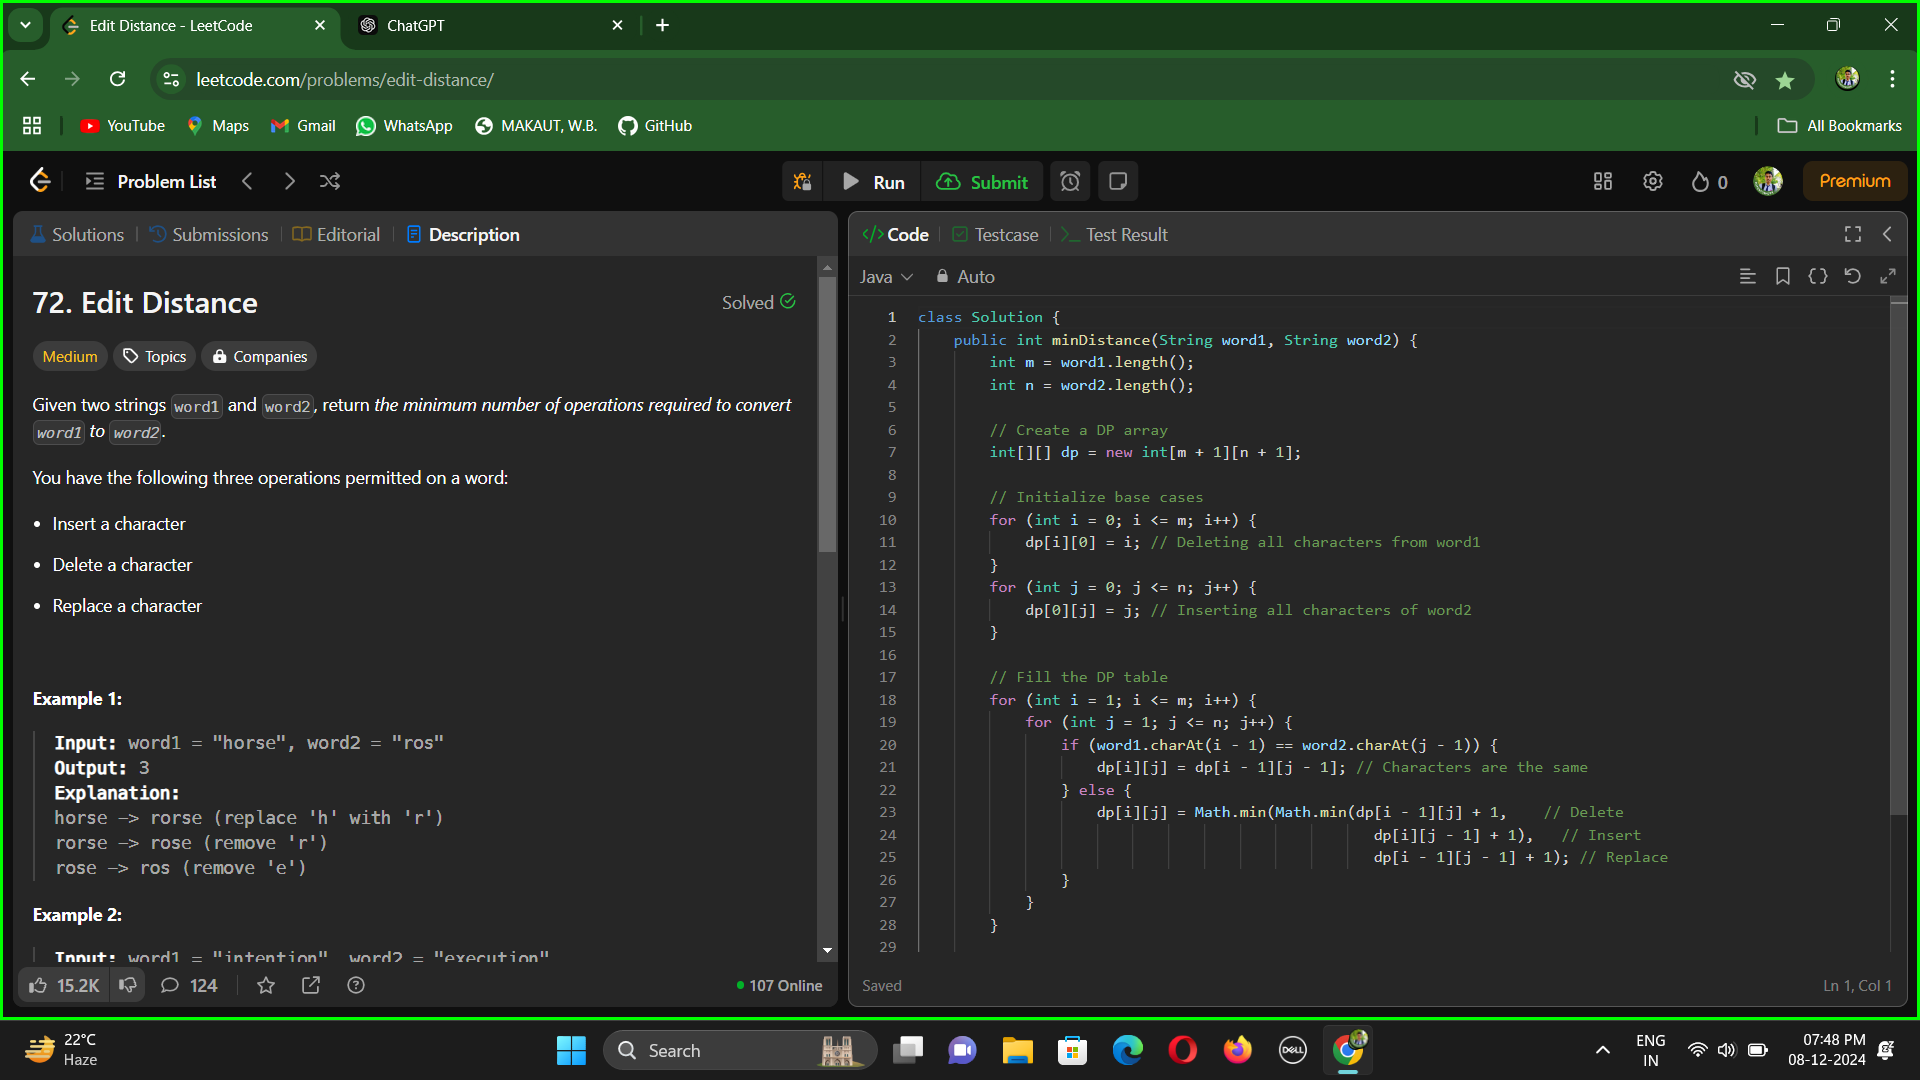 Edit Distance - LeetCode
ChatGPT
leetcode.com/problems/edit-distance/
YouTube
Maps
Gmail
WhatsApp
MAKAUT, W.B.
GitHub
All Bookmarks
Problem List
Run
Submit
0
Premium
Solutions
Submissions
Editorial
Description
72. Edit Distance
Solved
Medium
Topics
Companies
Given two strings word1 and word2, return the minimum number of operations required to convert
word1 to word2.
You have the following three operations permitted on a word:
• Insert a character
• Delete a character
• Replace a character
Example 1:
Input: word1 = "horse", word2 = "ros"
Output: 3
Explanation:
horse -> rorse (replace 'h' with 'r')
rorse -> rose (remove 'r')
rose -> ros (remove 'e')
Example 2:
Input: word1 = "intention", word2 = "execution"
15.2K
124
107 Online
</> Code
Testcase
>_ Test Result
Java
Auto
1 class Solution {
2 public int minDistance(String word1, String word2) {
3 int m = word1.length();
4 int n = word2.length();
5
6 // Create a DP array
7 int[][] dp = new int[m + 1][n + 1];
8
9 // Initialize base cases
10 for (int i = 0; i <= m; i++) {
11 dp[i][0] = i; // Deleting all characters from word1
12 }
13 for (int j = 0; j <= n; j++) {
14 dp[0][j] = j; // Inserting all characters of word2
15 }
16
17 // Fill the DP table
18 for (int i = 1; i <= m; i++) {
19 for (int j = 1; j <= n; j++) {
20 if (word1.charAt(i - 1) == word2.charAt(j - 1)) {
21 dp[i][j] = dp[i - 1][j - 1]; // Characters are the same
22 } else {
23 dp[i][j] = Math.min(Math.min(dp[i - 1][j] + 1, // Delete
24 dp[i][j - 1] + 1), // Insert
25 dp[i - 1][j - 1] + 1); // Replace
26 }
27 }
28 }
29
Saved
Ln 1, Col 1
22°C
Haze
Search
DELL
ENG
IN
07:48 PM
08-12-2024